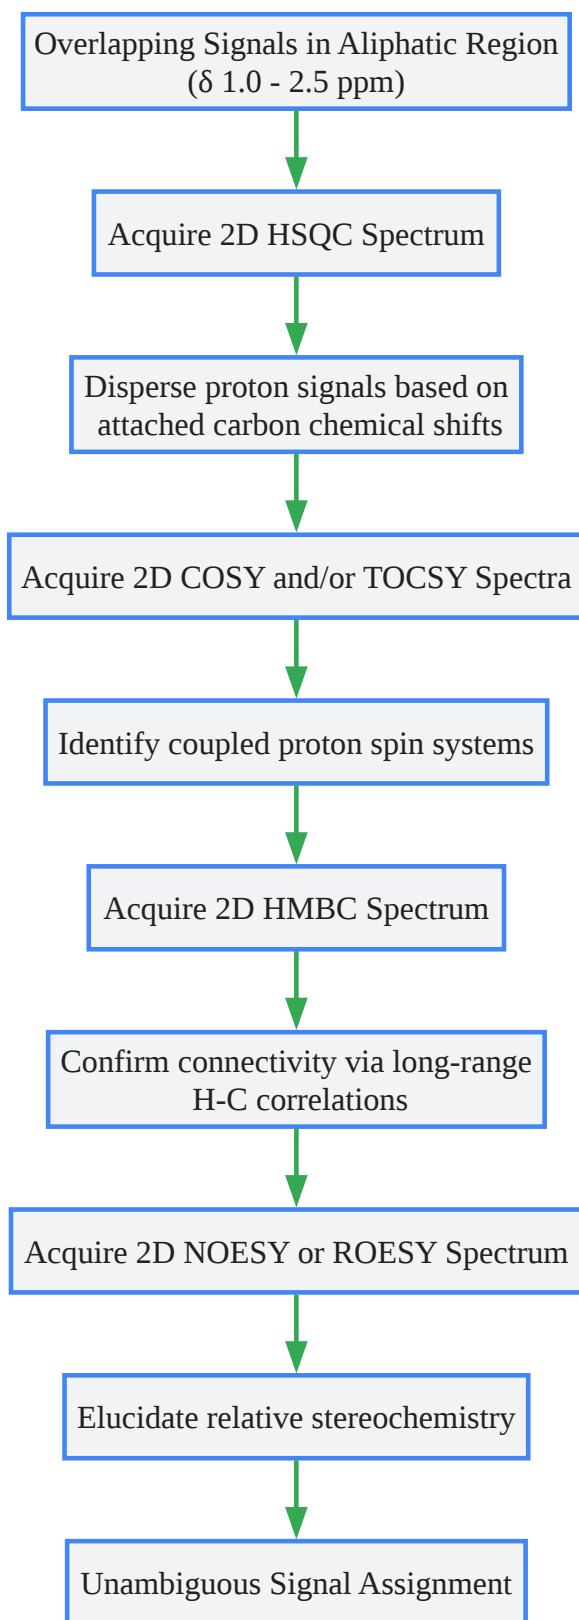 Overlapping Signals in Aliphatic Region
(δ 1.0 - 2.5 ppm)
Acquire 2D HSQC Spectrum
Disperse proton signals based on
attached carbon chemical shifts
Acquire 2D COSY and/or TOCSY Spectra
Identify coupled proton spin systems
Acquire 2D HMBC Spectrum
Confirm connectivity via long-range
H-C correlations
Acquire 2D NOESY or ROESY Spectrum
Elucidate relative stereochemistry
Unambiguous Signal Assignment